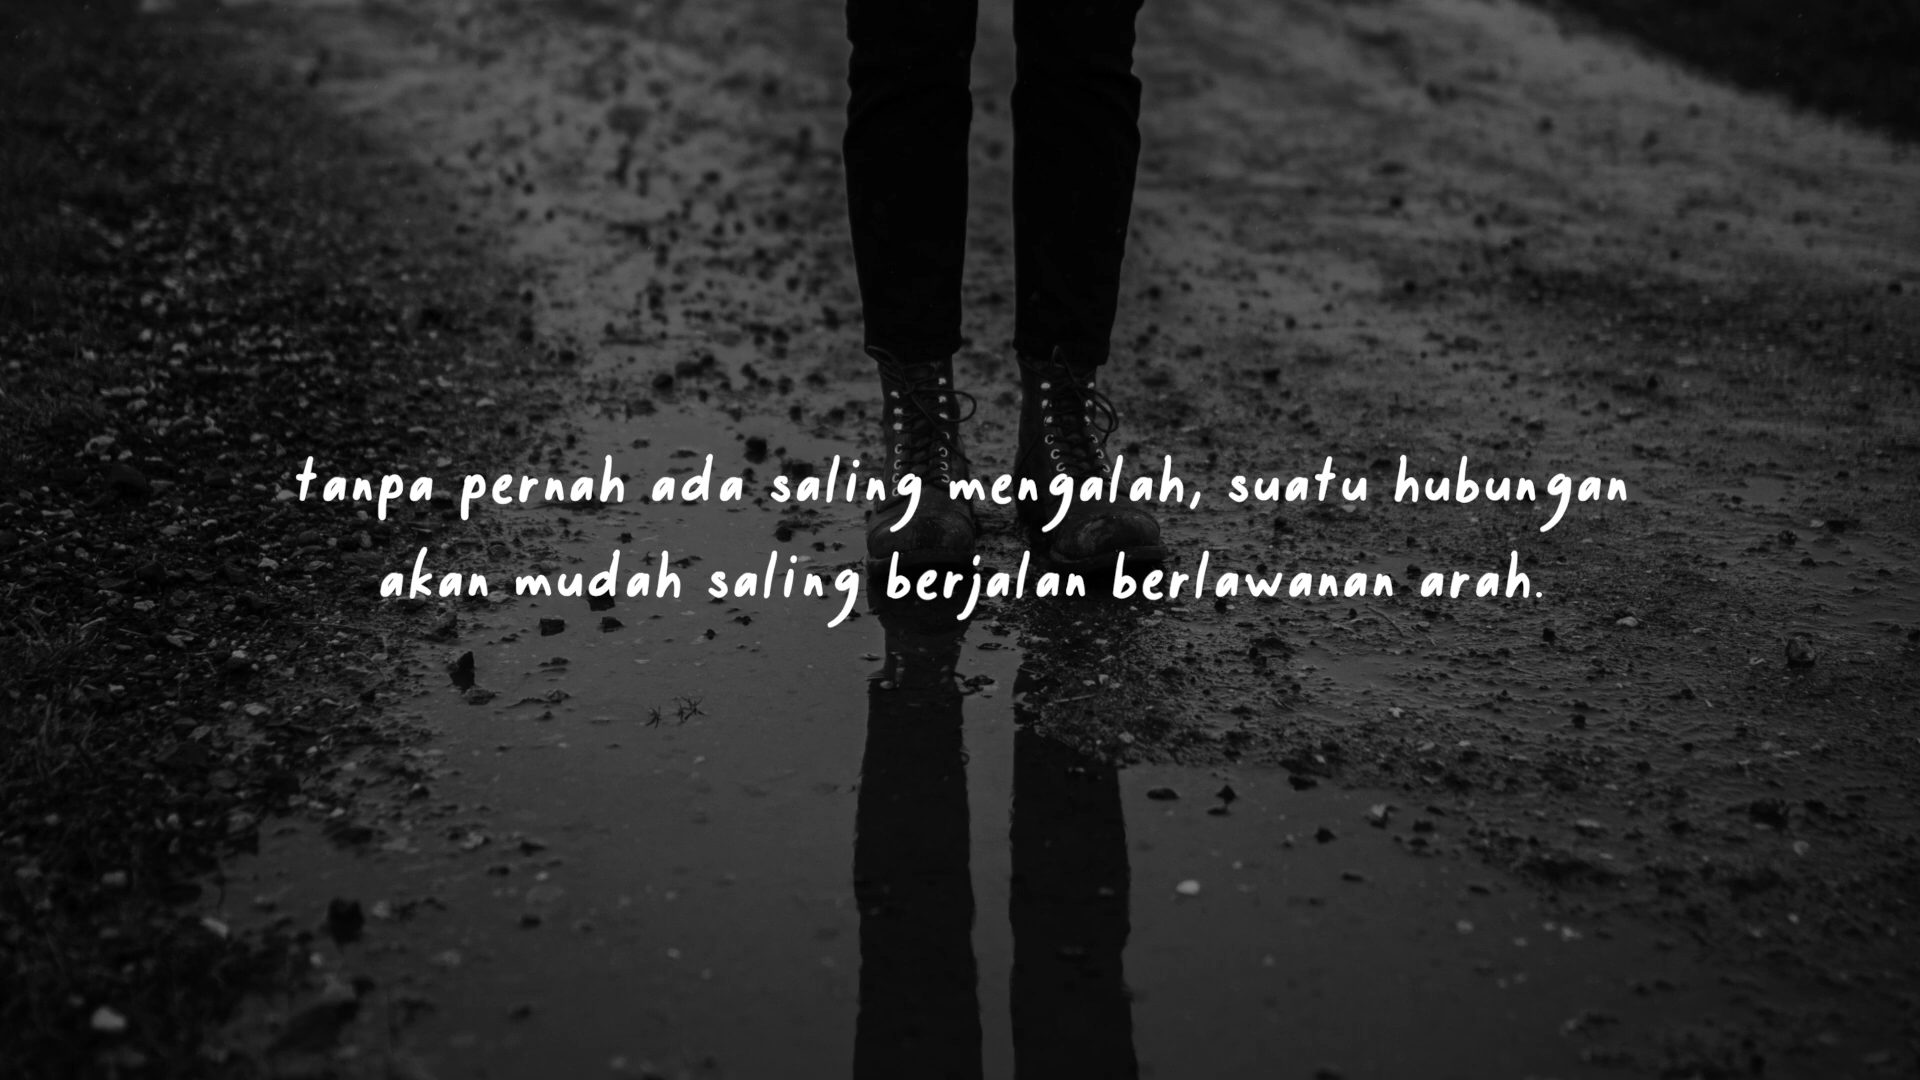 tanpa pernah ada saling mengalah, suatu hubungan
akan mudah saling berjalan berlawanan arah.